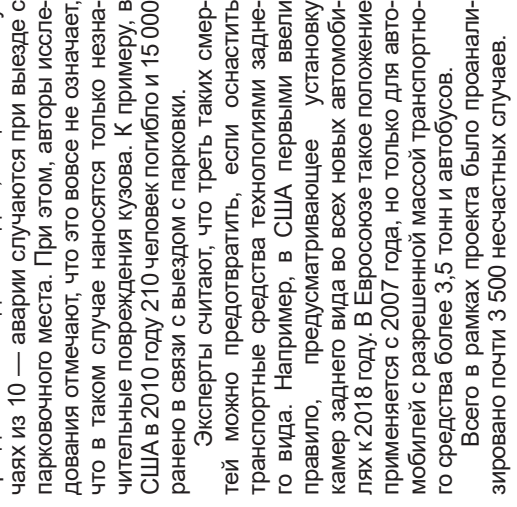 чаях из 10 — аварии случаются при выезде с
парковочного места. При этом, авторы иссле-
дования отмечают, что это вовсе не означает,
что в таком случае наносятся только незна-
чительные повреждения кузова. К примеру, в
США в 2010 году 210 человек погибло и 15 000
ранено в связи с выездом с парковки.
Эксперты считают, что треть таких смер-
тей можно предотвратить, если оснастить
транспортные средства технологиями задне-
го вида. Например, в США первыми ввели
правило, предусматривающее установку
камер заднего вида во всех новых автомоби-
лях к 2018 году. В Евросоюзе такое положение
применяется с 2007 года, но только для авто-
мобилей с разрешенной массой транспортно-
го средства более 3,5 тонн и автобусов.
Всего в рамках проекта было проанали-
зировано почти 3 500 несчастных случаев.